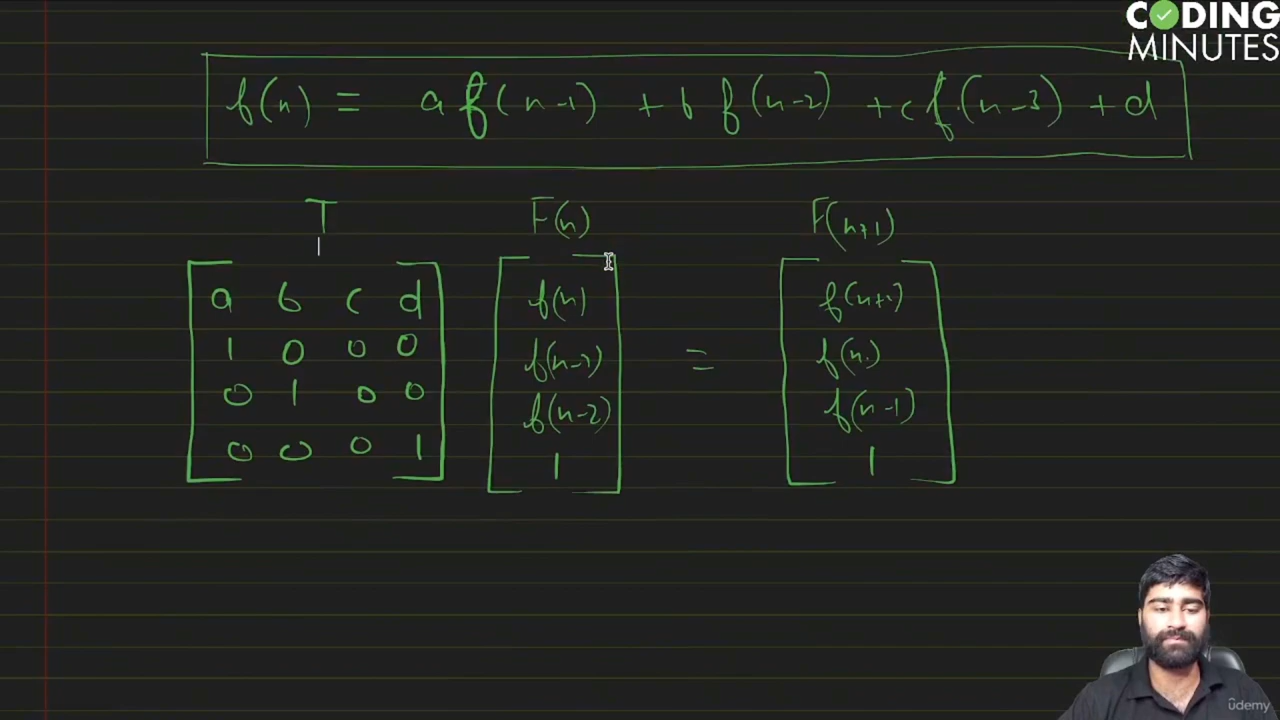 CODING
MINUTES
f(n) = a f(n-1) + b f(n-2) + c f(n-3) + d
T F(n) F(n+1)
a b c d f(n) f(n+1)
1 0 0 0 f(n-1) = f(n)
0 1 0 0 f(n-2) f(n-1)
0 0 0 1 1 1
udemy